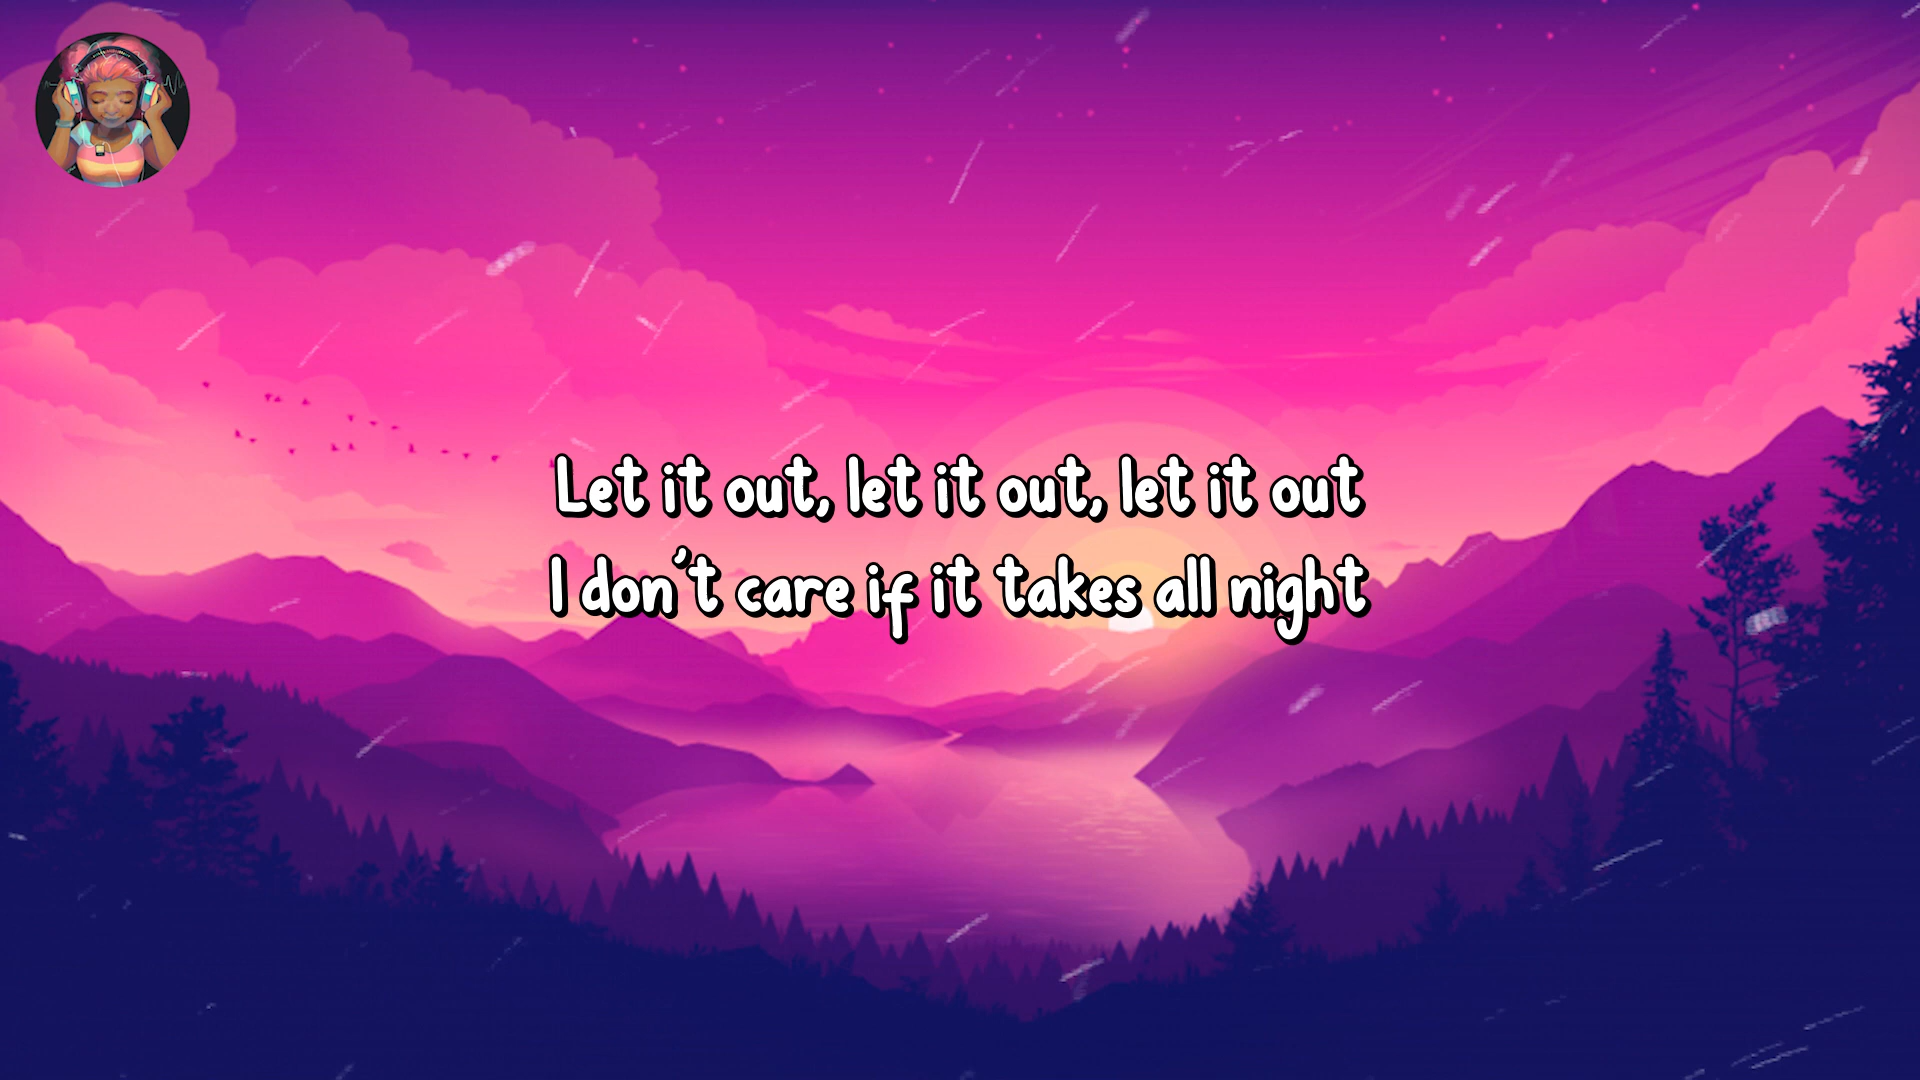 Let it out, let it out, let it out
I don't care if it takes all night